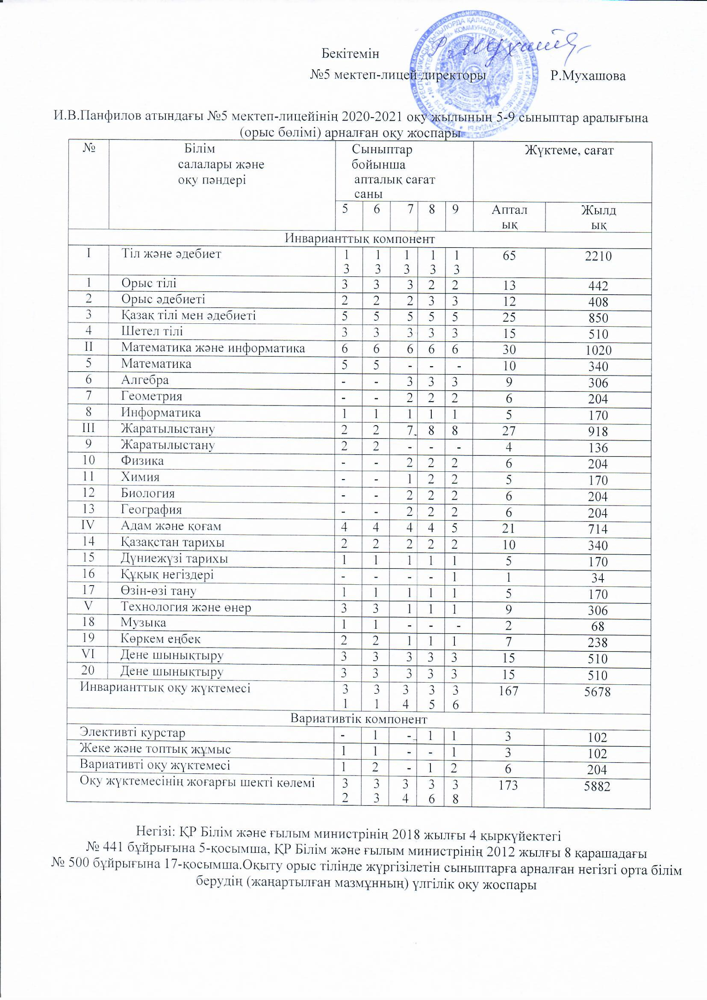 Бекітемін
№5 мектеп-лицей директоры Р.Мухашова
И.В.Панфилов атындағы №5 мектеп-лицейінің 2020-2021 оқу жылының 5-9 сыныптар аралығына
(орыс бөлімі) арналған оқу жоспары
№ Білім салалары және оқу пәндері Сыныптар бойынша апталық сағат саны Жүктеме, сағат
5 6 7 8 9 Апталық Жылдық
Инварианттық компонент
I Тіл және әдебиет 13 13 13 13 13 65 2210
1 Орыс тілі 3 3 3 2 2 13 442
2 Орыс әдебиеті 2 2 2 3 3 12 408
3 Қазақ тілі мен әдебиеті 5 5 5 5 5 25 850
4 Шетел тілі 3 3 3 3 3 15 510
II Математика және информатика 6 6 6 6 6 30 1020
5 Математика 5 5 - - - 10 340
6 Алгебра - - 3 3 3 9 306
7 Геометрия - - 2 2 2 6 204
8 Информатика 1 1 1 1 1 5 170
III Жаратылыстану 2 2 7 8 8 27 918
9 Жаратылыстану 2 2 - - - 4 136
10 Физика - - 2 2 2 6 204
11 Химия - - 1 2 2 5 170
12 Биология - - 2 2 2 6 204
13 География - - 2 2 2 6 204
IV Адам және қоғам 4 4 4 4 5 21 714
14 Қазақстан тарихы 2 2 2 2 2 10 340
15 Дүниежүзі тарихы 1 1 1 1 1 5 170
16 Құқық негіздері - - - - 1 1 34
17 Өзін-өзі тану 1 1 1 1 1 5 170
V Технология және өнер 3 3 1 1 1 9 306
18 Музыка 1 1 - - - 2 68
19 Көркем еңбек 2 2 1 1 1 7 238
VI Дене шынықтыру 3 3 3 3 3 15 510
20 Дене шынықтыру 3 3 3 3 3 15 510
Инварианттық оқу жүктемесі 31 31 34 35 36 167 5678
Вариативтік компонент
Элективті курстар - 1 - 1 1 3 102
Жеке және топтық жұмыс 1 1 - - 1 3 102
Вариативті оқу жүктемесі 1 2 - 1 2 6 204
Оқу жүктемесінің жоғарғы шекті көлемі 32 33 34 36 38 173 5882
Негізі: ҚР Білім және ғылым министрінің 2018 жылғы 4 қыркүйектегі
№ 441 бұйрығына 5-қосымша, ҚР Білім және ғылым министрінің 2012 жылғы 8 қарашадағы
№ 500 бұйрығына 17-қосымша.Оқыту орыс тілінде жүргізілетін сыныптарға арналған негізгі орта білім
берудің (жаңартылған мазмұнның) үлгілік оқу жоспары